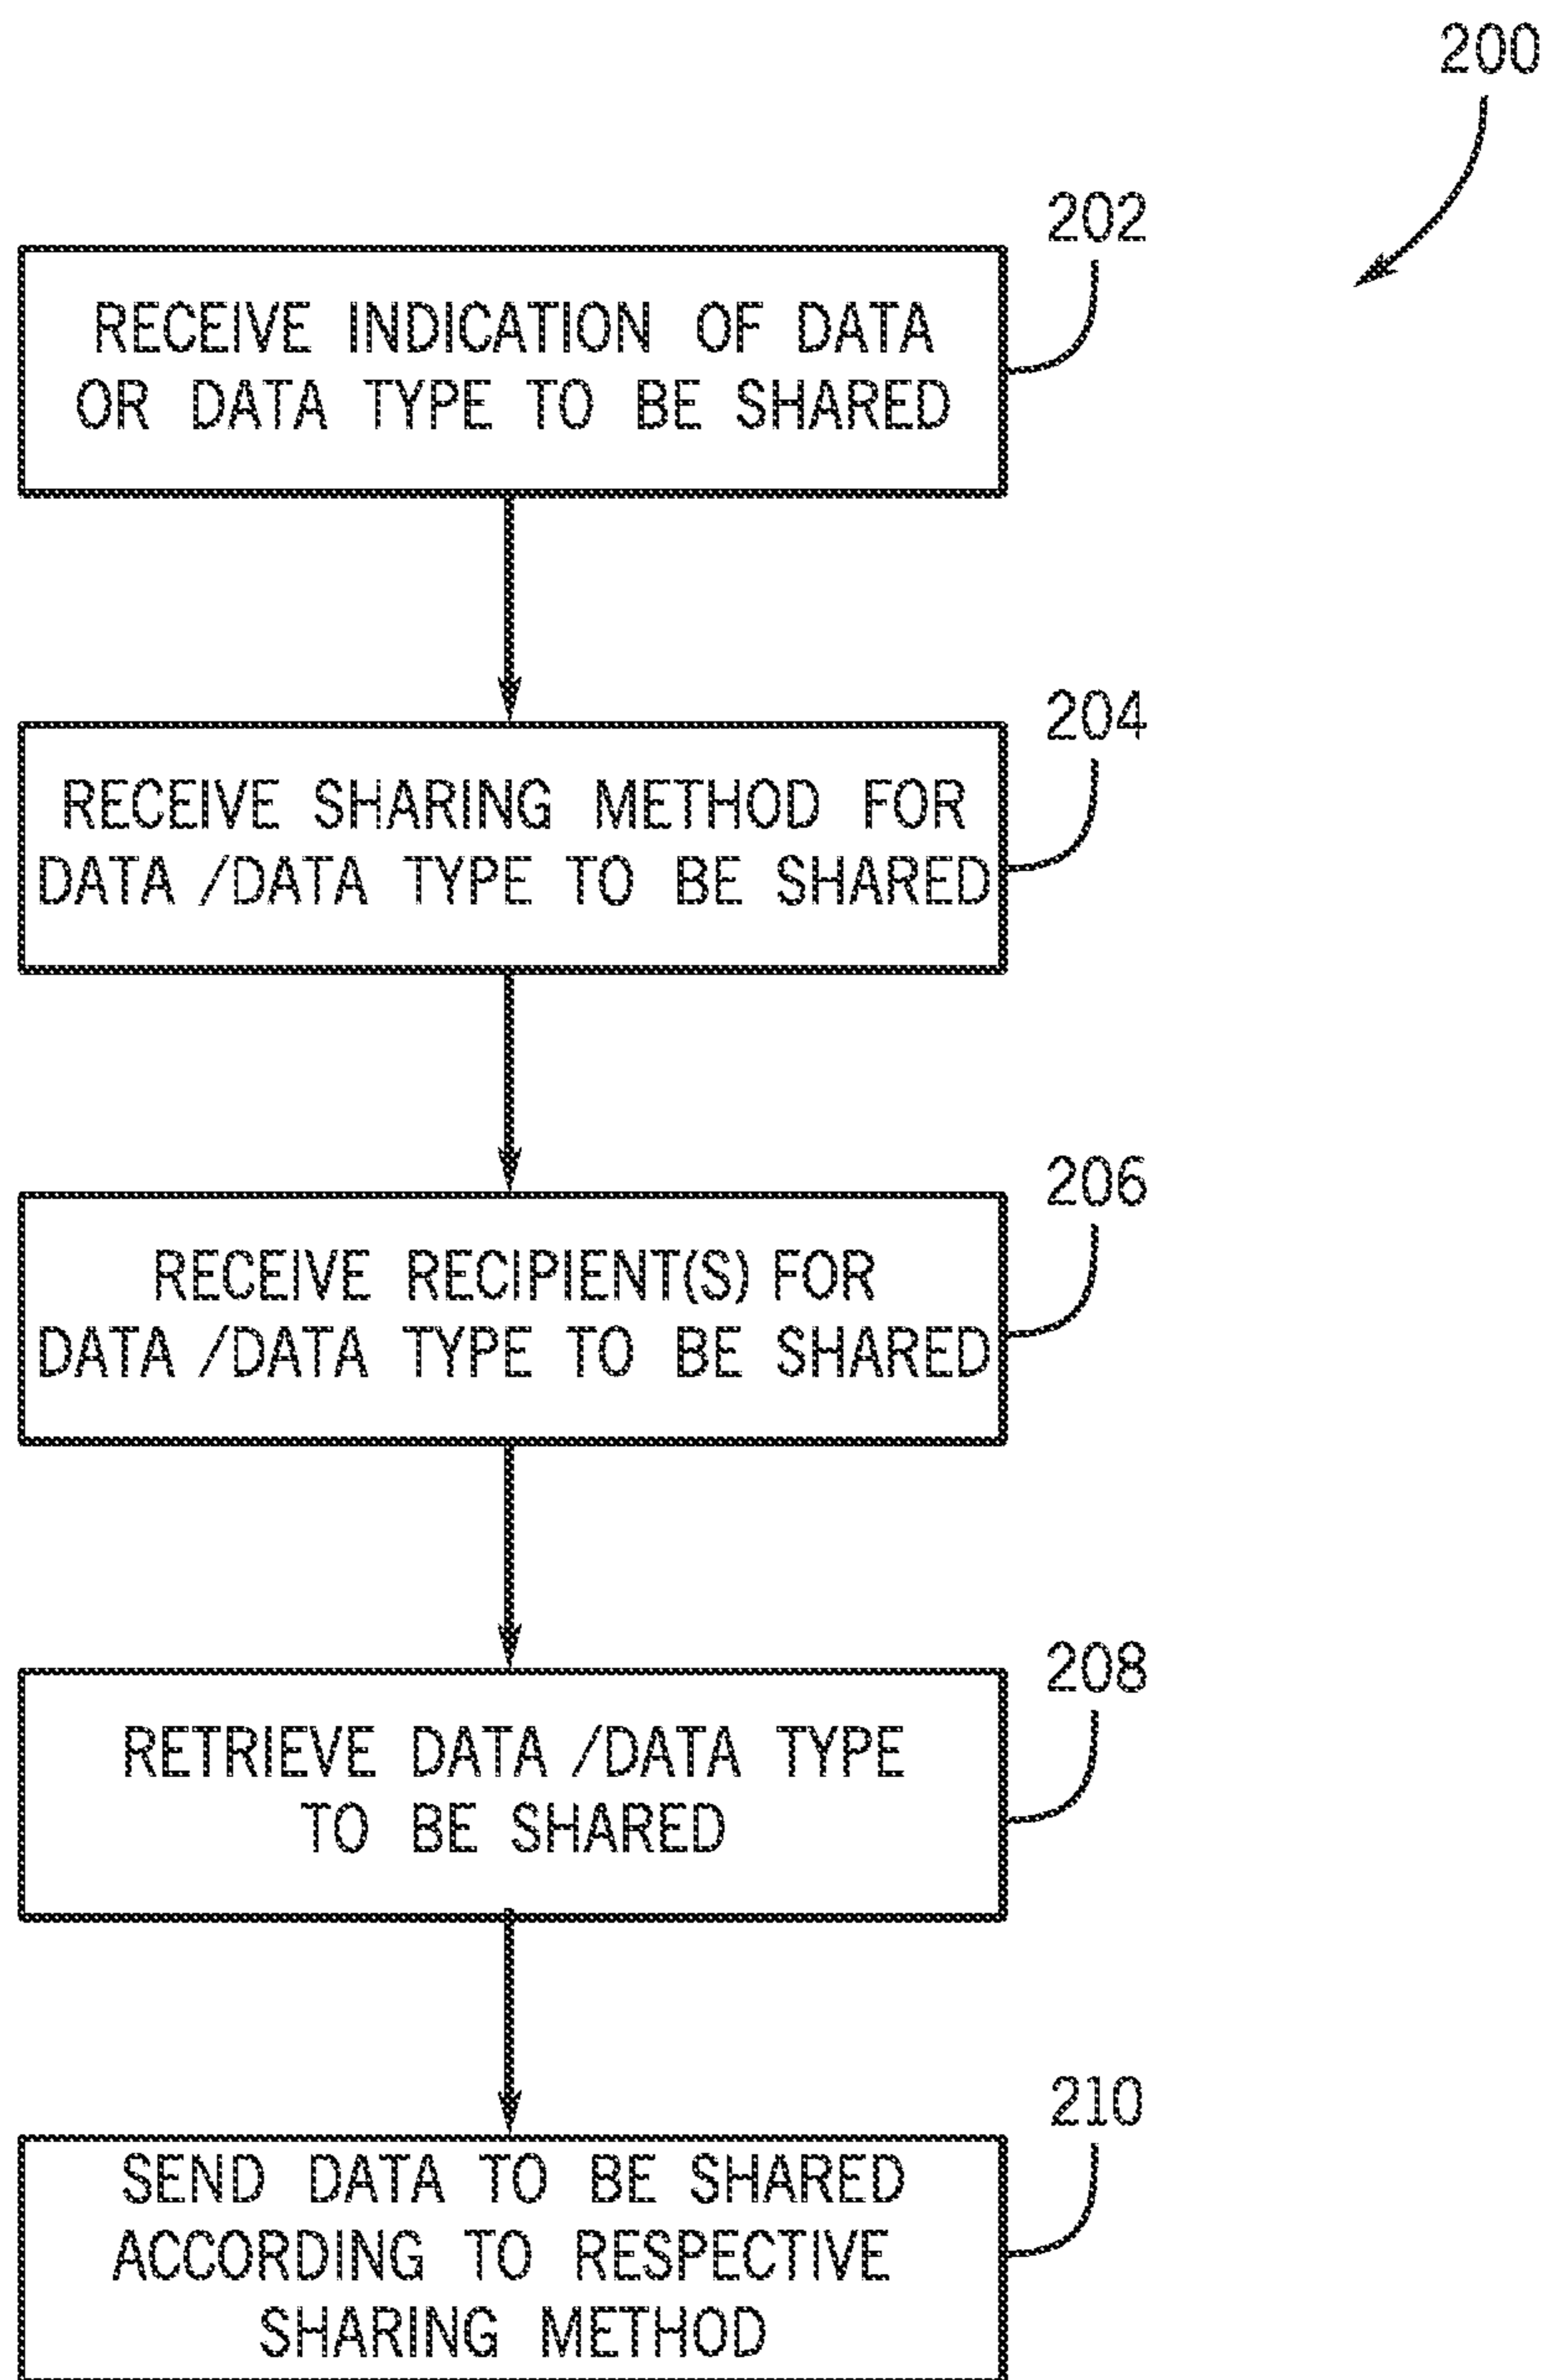 200
202
RECEIVE INDICATION OF DATA
OR DATA TYPE TO BE SHARED
204
RECEIVE SHARING METHOD FOR
DATA /DATA TYPE TO BE SHARED
206
RECEIVE RECIPIENT(S) FOR
DATA /DATA TYPE TO BE SHARED
208
RETRIEVE DATA /DATA TYPE
TO BE SHARED
210
SEND DATA TO BE SHARED
ACCORDING TO RESPECTIVE
SHARING METHOD